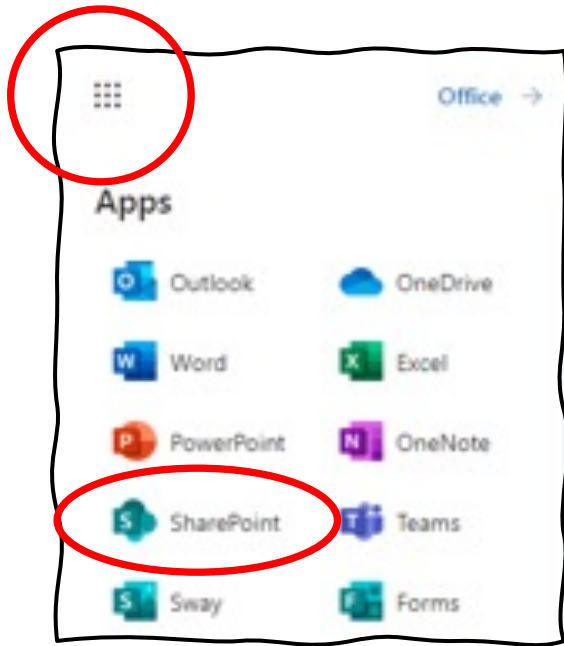 Office →
Apps
Outlook OneDrive
Word Excel
PowerPoint OneNote
SharePoint Teams
Sway Forms